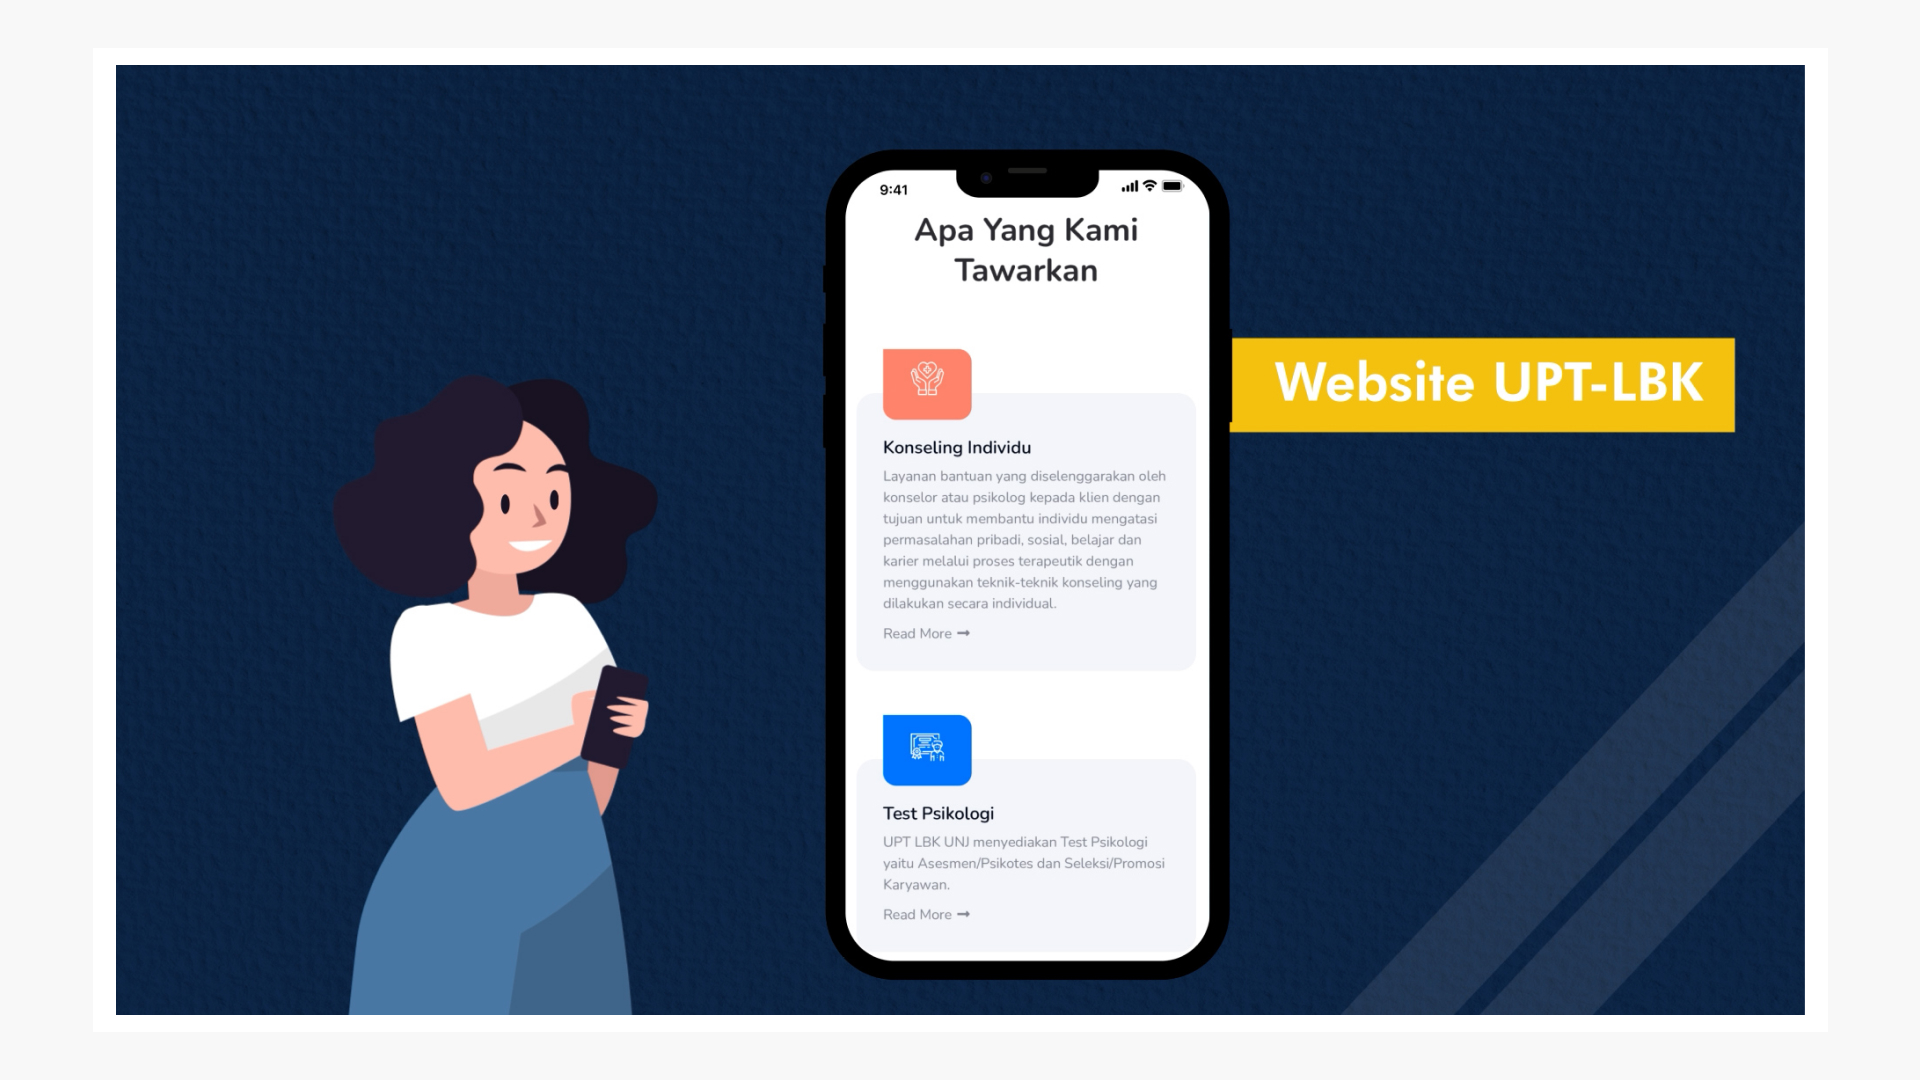 9:41
Apa Yang Kami
Tawarkan
Website UPT-LBK
Konseling Individu
Layanan bantuan yang diselenggarakan oleh
konselor atau psikolog kepada klien dengan
tujuan untuk membantu individu mengatasi
permasalahan pribadi, sosial, belajar dan
karier melalui proses terapeutik dengan
menggunakan teknik-teknik konseling yang
dilakukan secara individual.
Read More
Test Psikologi
UPT LBK UNJ menyediakan Test Psikologi
yaitu Asesmen/Psikotes dan Seleksi/Promosi
Karyawan.
Read More